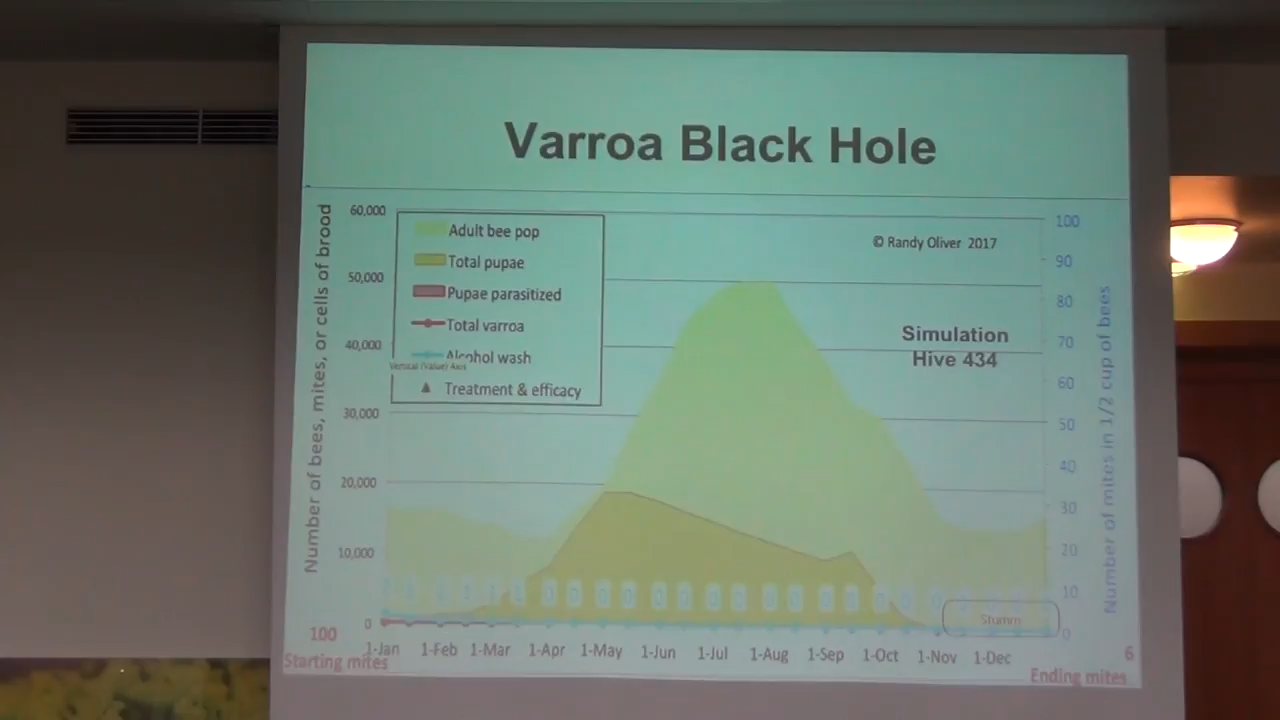 Varroa Black Hole
Number of bees, mites, or cells of brood
60,000
50,000
40,000
30,000
20,000
10,000
0
Adult bee pop
Total pupae
Pupae parasitized
Total varroa
Alcohol wash
Vertical (Value) Axis
Treatment & efficacy
© Randy Oliver 2017
Simulation
Hive 434
100
90
80
70
60
50
40
30
20
10
0
Number of mites in 1/2 cup of bees
Stumm
1-Jan 1-Feb 1-Mar 1-Apr 1-May 1-Jun 1-Jul 1-Aug 1-Sep 1-Oct 1-Nov 1-Dec
100
Starting mites
6
Ending mites